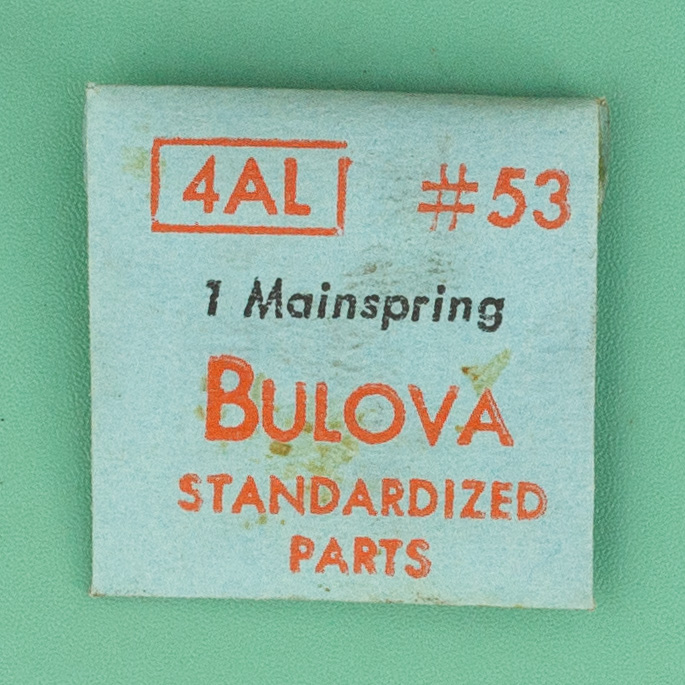 4AL #53
1 Mainspring
BULOVA
STANDARDIZED
PARTS